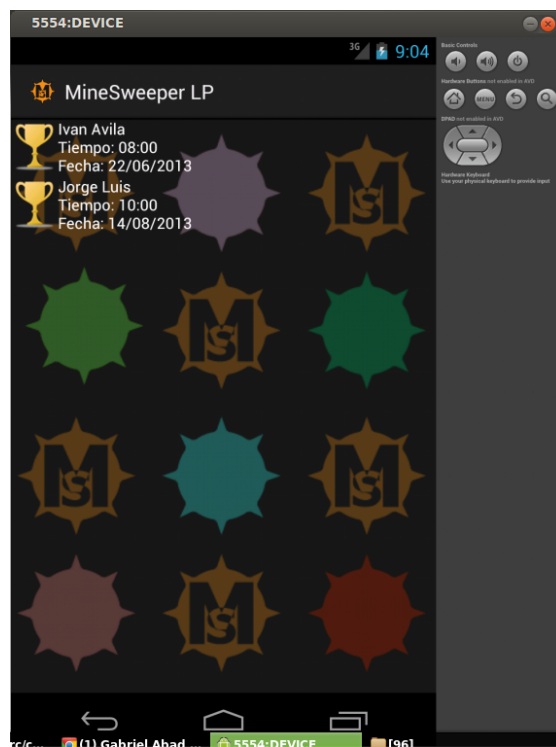 5554:DEVICE
3G 9:04
MineSweeper LP
Ivan Avila
Tiempo: 08:00
Fecha: 22/06/2013
Jorge Luis
Tiempo: 10:00
Fecha: 14/08/2013
Basic Controls
Hardware Buttons not enabled in AVD
MENU
DPAD not enabled in AVD
Hardware Keyboard
Use your physical keyboard to provide input
(1) Gabriel Abad ...
5554:DEVICE
[96]